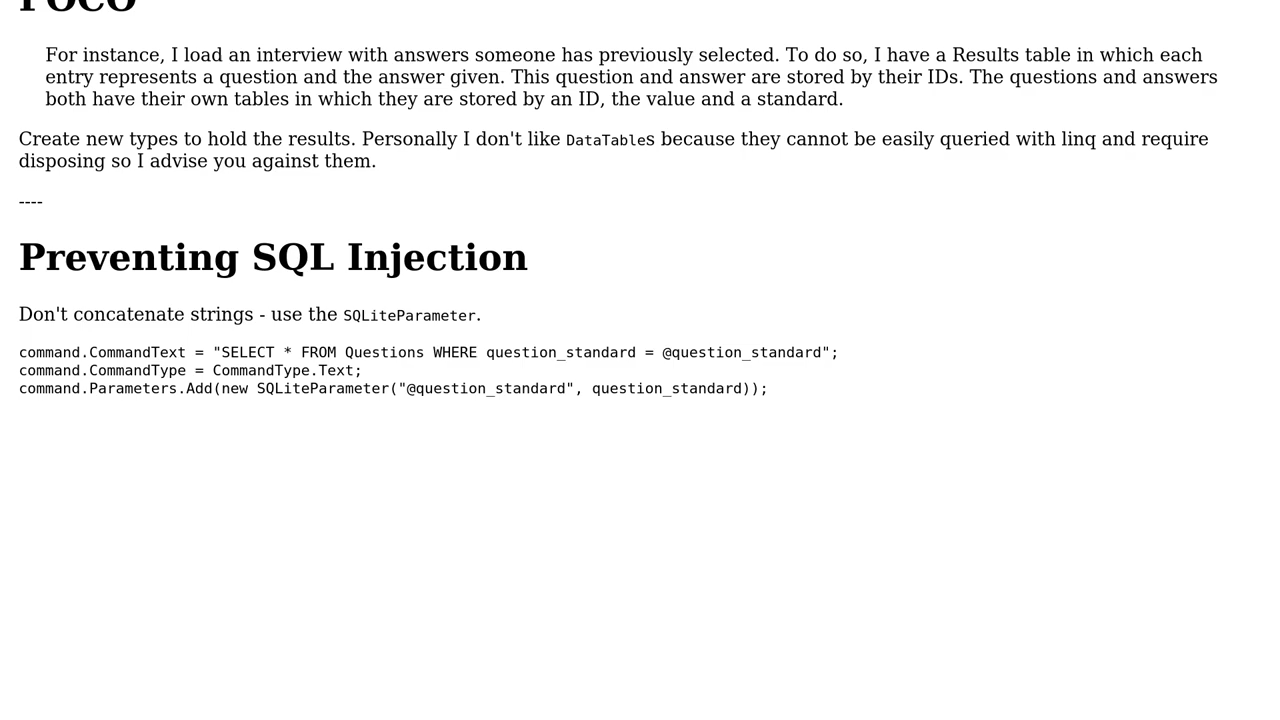 POCO
For instance, I load an interview with answers someone has previously selected. To do so, I have a Results table in which each
entry represents a question and the answer given. This question and answer are stored by their IDs. The questions and answers
both have their own tables in which they are stored by an ID, the value and a standard.
Create new types to hold the results. Personally I don't like DataTables because they cannot be easily queried with linq and require
disposing so I advise you against them.
----
Preventing SQL Injection
Don't concatenate strings - use the SQLiteParameter.
command.CommandText = "SELECT * FROM Questions WHERE question_standard = @question_standard";
command.CommandType = CommandType.Text;
command.Parameters.Add(new SQLiteParameter("@question_standard", question_standard));